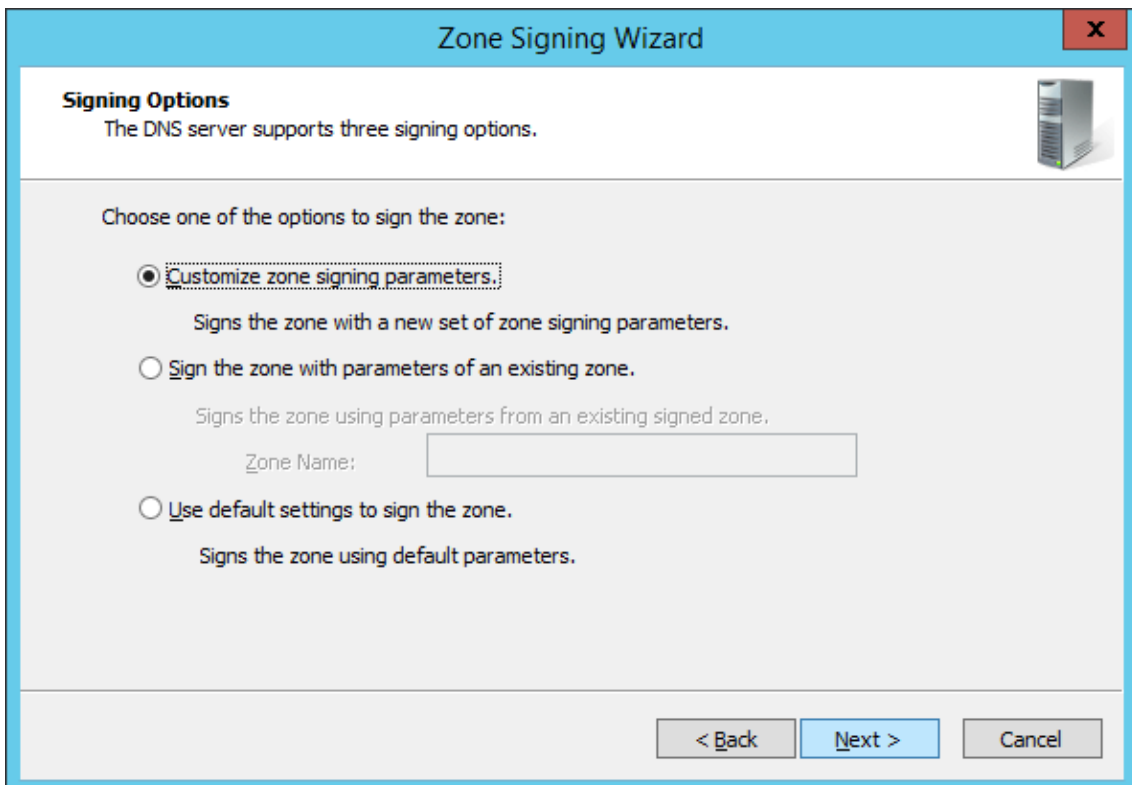 Zone Signing Wizard
x
Signing Options
The DNS server supports three signing options.
Choose one of the options to sign the zone:
Customize zone signing parameters.
Signs the zone with a new set of zone signing parameters.
Sign the zone with parameters of an existing zone.
Signs the zone using parameters from an existing signed zone.
Zone Name:
Use default settings to sign the zone.
Signs the zone using default parameters.
< Back Next > Cancel